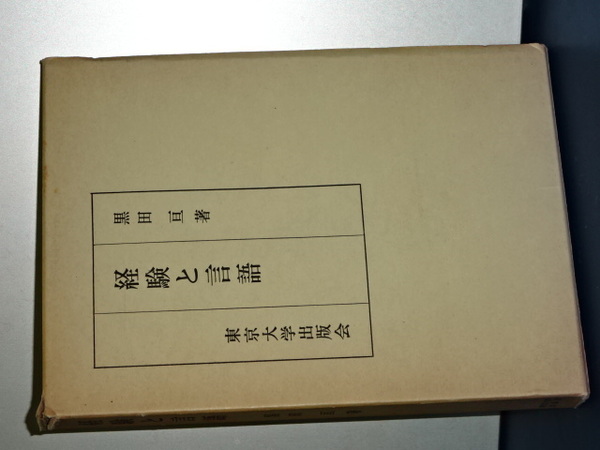 黒田 亘 著
経験と言語
東京大学出版会